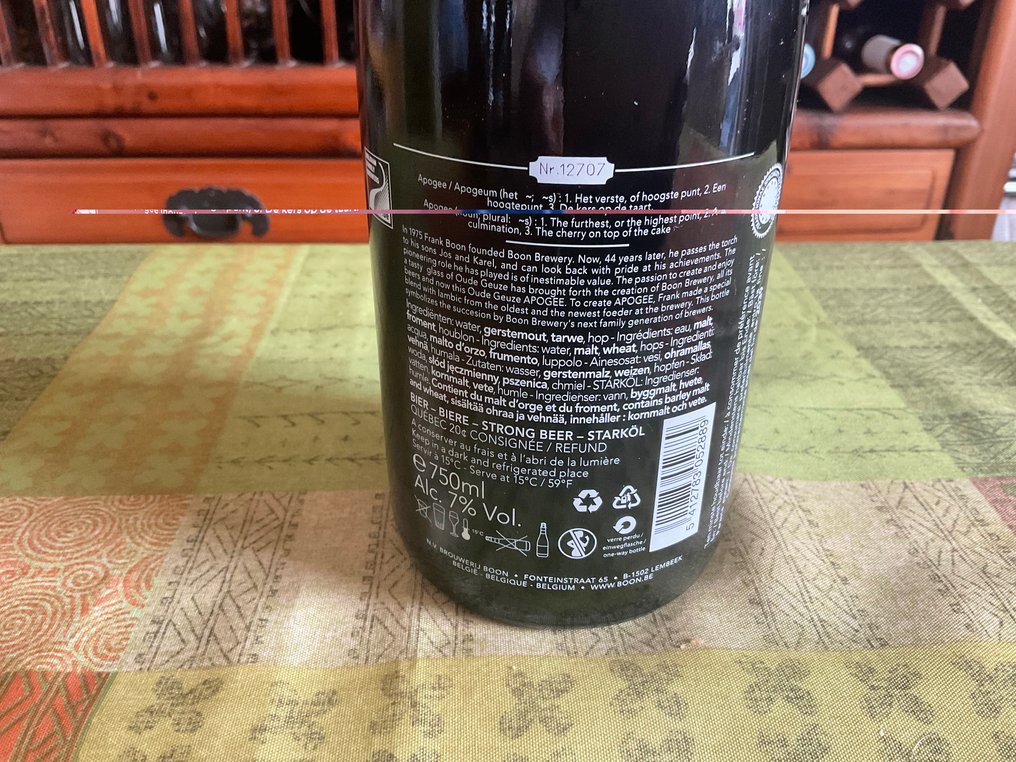 Nr.12707
Apogee / Apogeum (het ~; ~s): 1. Het verste, of hoogste punt, 2. Een
hoogtepunt, 3. De kers op de taart.
plural: ~s) : 1. The furthest, or the highest point, 2. A
culmination, 3. The cherry on top of the cake
In 1975 Frank Boon founded Boon Brewery. Now, 44 years later, he passes the torch
to his sons Jos and Karel, and can look back with pride at his achievements. The
pioneering role he has played is of inestimable value. The passion to create and enjoy
a tasty glass of Oude Geuze has brought forth the creation of Boon Brewery, all its
beers and now this Oude Geuze APOGEE. To create APOGEE, Frank made a special
blend with lambic from the oldest and the newest foeder at the brewery. This bottle
symbolizes the succesion by Boon Brewery's next family generation of brewers.
Ingrediënten: water, gerstemout, tarwe, hop - Ingrédients: eau, malt,
froment, houblon - Ingredients: water, malt, wheat, hops - Ingredienti:
acqua, malto d'orzo, frumento, luppolo - Ainesosat: vesi, ohramallas,
vehnä, humala - Zutaten: wasser, gerstenmalz, weizen, hopfen - Skład:
woda, słód jęczmienny, pszenica, chmiel - STARKÖL: Ingredienser:
vatten, kornmalt, vete, humle - Ingredienser: vann, byggmalt, hvete,
humle. Contient du malt d'orge et du froment, contains barley malt
and wheat, sisältää ohraa ja vehnää, innehåller : kornmalt och vete.
BIER – BIERE – STRONG BEER – STARKÖL
QUÉBEC 20¢ CONSIGNÉE / REFUND
A conserver au frais et à l'abri de la lumière
Keep in a dark and refrigerated place
Servir à 15°C - Serve at 15°C / 59°F
e 750ml
Alc. 7% Vol.
15°C
verre perdu /
einwegflasche /
one-way bottle
5 412783 052889
N.V. BROUWERIJ BOON • FONTEINSTRAAT 65 • B-1502 LEMBEEK
BELGIË - BELGIQUE - BELGIUM • WWW.BOON.BE